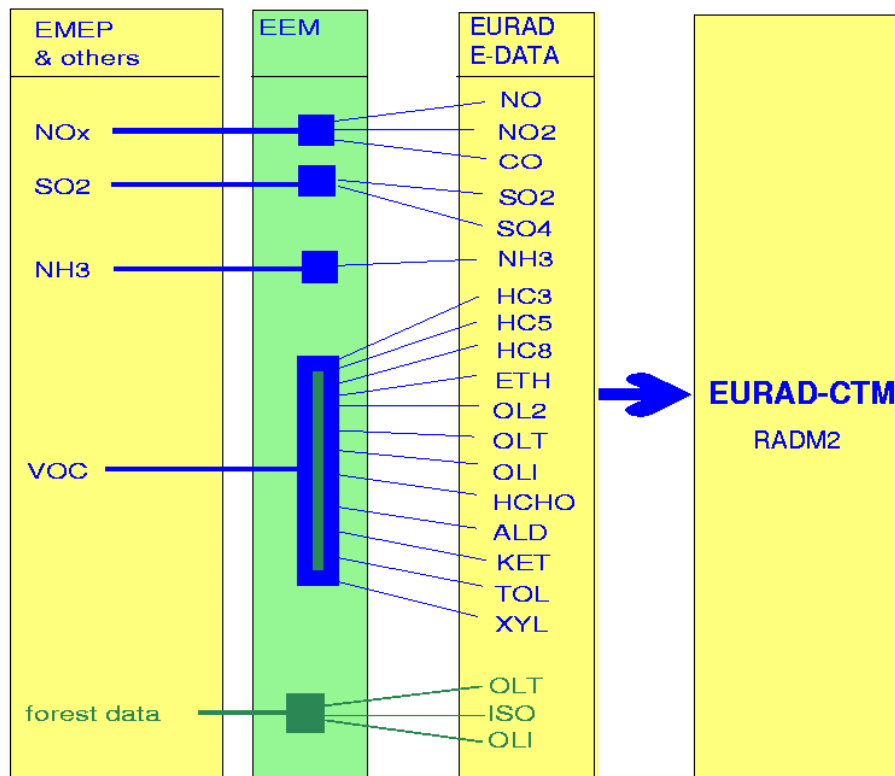 EMEP
& others
EEM
EURAD
E-DATA
NOx
SO2
NH3
VOC
forest data
NO
NO2
CO
SO2
SO4
NH3
HC3
HC5
HC8
ETH
OL2
OLT
OLI
HCHO
ALD
KET
TOL
XYL
OLT
ISO
OLI
EURAD-CTM
RADM2